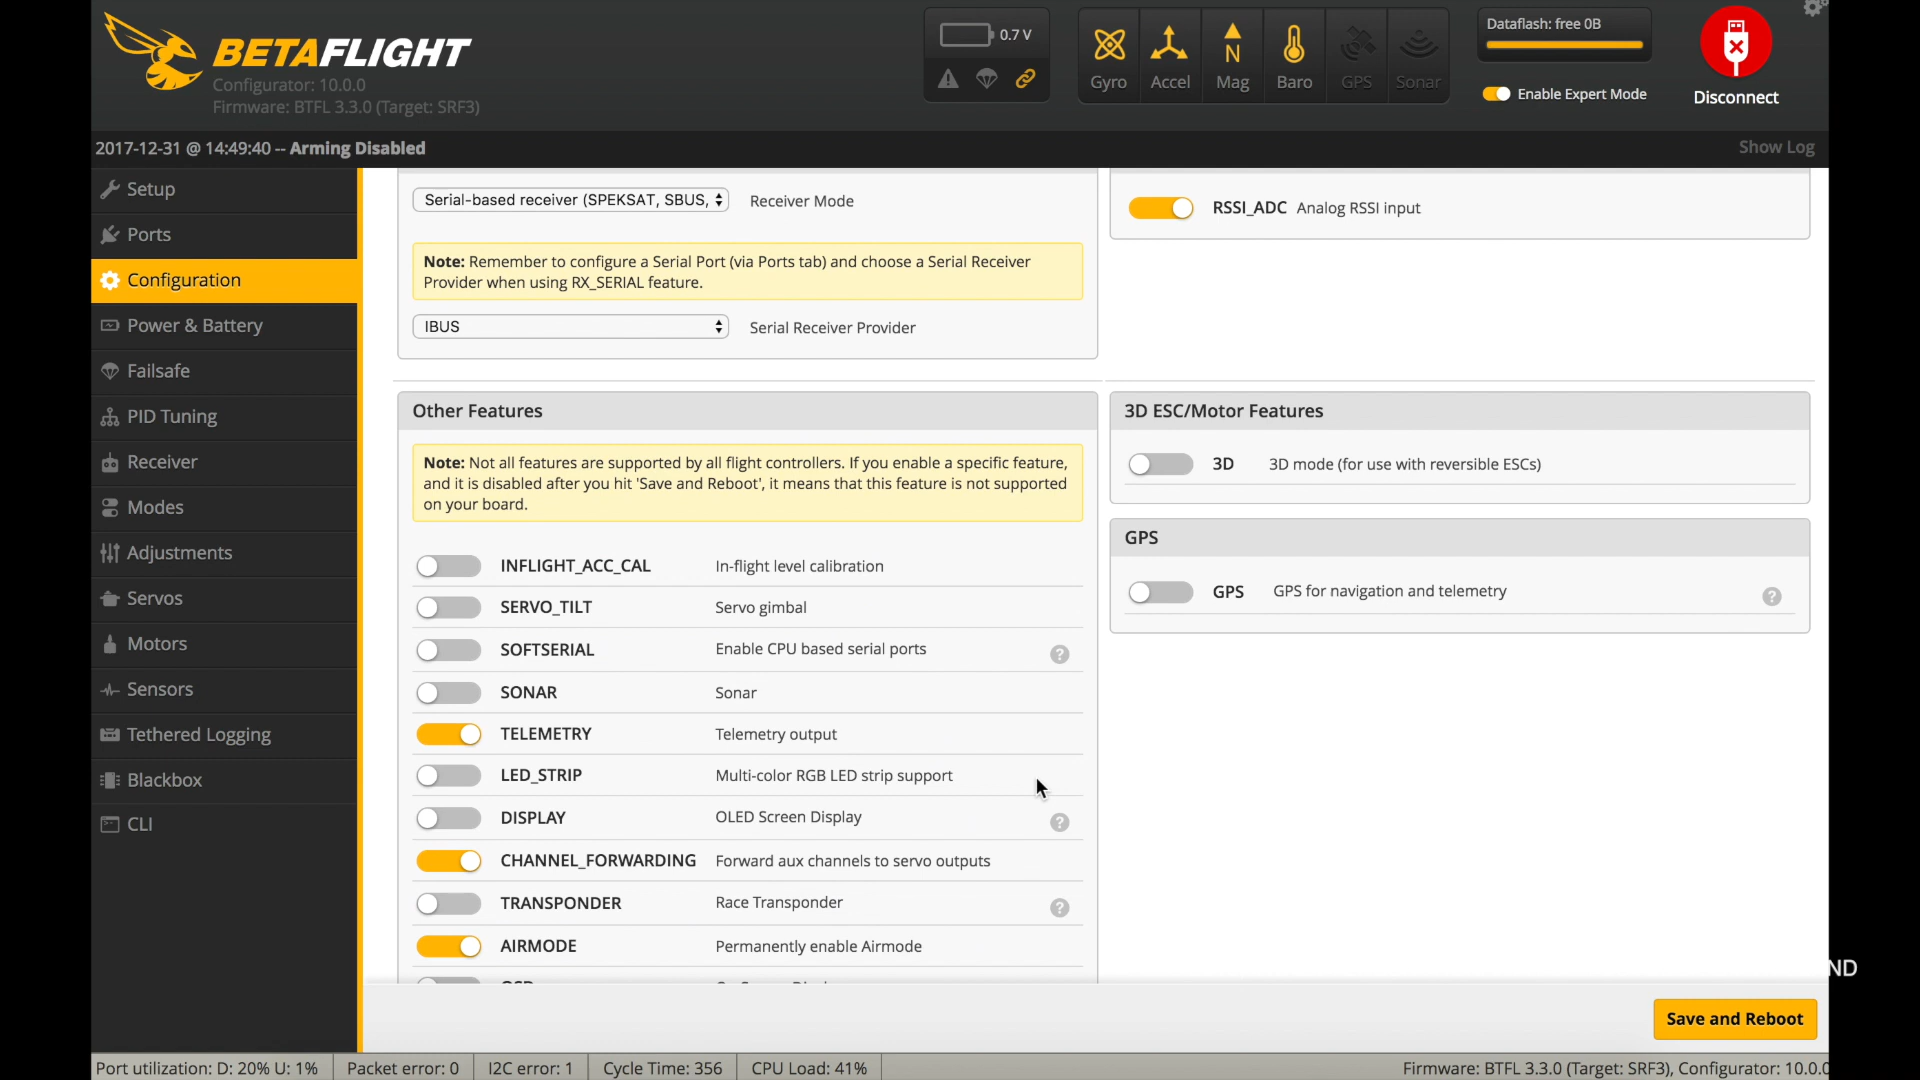 BETAFLIGHT
Configurator: 10.0.0
Firmware: BTFL 3.3.0 (Target: SRF3)
0.7 V
Gyro
Accel
N
Mag
Baro
GPS
Sonar
Dataflash: free 0B
Enable Expert Mode
Disconnect
2017-12-31 @ 14:49:40 -- Arming Disabled
Show Log
Setup
Ports
Configuration
Power & Battery
Failsafe
PID Tuning
Receiver
Modes
Adjustments
Servos
Motors
Sensors
Tethered Logging
Blackbox
CLI
Serial-based receiver (SPEKSAT, SBUS,
Receiver Mode
Note: Remember to configure a Serial Port (via Ports tab) and choose a Serial Receiver
Provider when using RX_SERIAL feature.
IBUS
Serial Receiver Provider
RSSI_ADC Analog RSSI input
Other Features
Note: Not all features are supported by all flight controllers. If you enable a specific feature,
and it is disabled after you hit 'Save and Reboot', it means that this feature is not supported
on your board.
INFLIGHT_ACC_CAL In-flight level calibration
SERVO_TILT Servo gimbal
SOFTSERIAL Enable CPU based serial ports ?
SONAR Sonar
TELEMETRY Telemetry output
LED_STRIP Multi-color RGB LED strip support
DISPLAY OLED Screen Display ?
CHANNEL_FORWARDING Forward aux channels to servo outputs
TRANSPONDER Race Transponder ?
AIRMODE Permanently enable Airmode
3D ESC/Motor Features
3D 3D mode (for use with reversible ESCs)
GPS
GPS GPS for navigation and telemetry ?
ND
Save and Reboot
Port utilization: D: 20% U: 1% Packet error: 0 I2C error: 1 Cycle Time: 356 CPU Load: 41%
Firmware: BTFL 3.3.0 (Target: SRF3), Configurator: 10.0.0